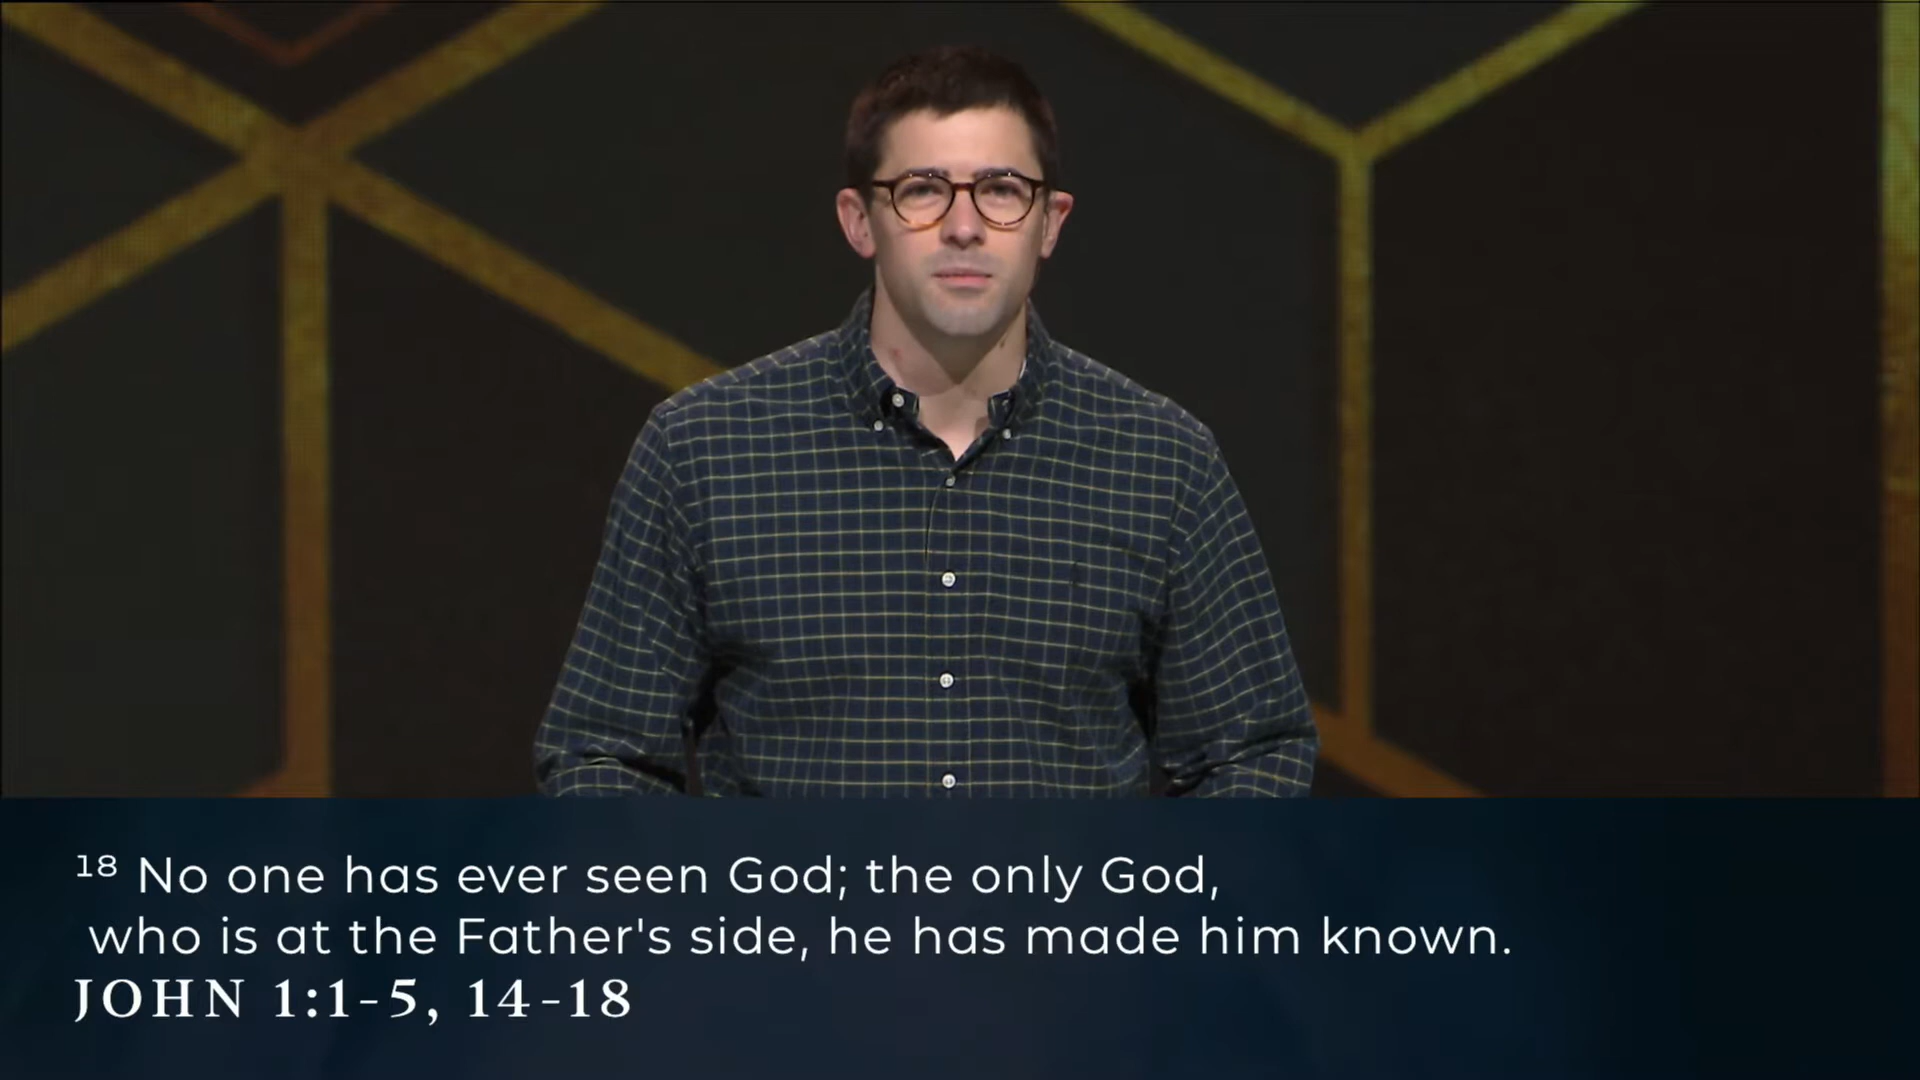 ¹⁸ No one has ever seen God; the only God,
who is at the Father's side, he has made him known.
JOHN 1:1-5, 14-18